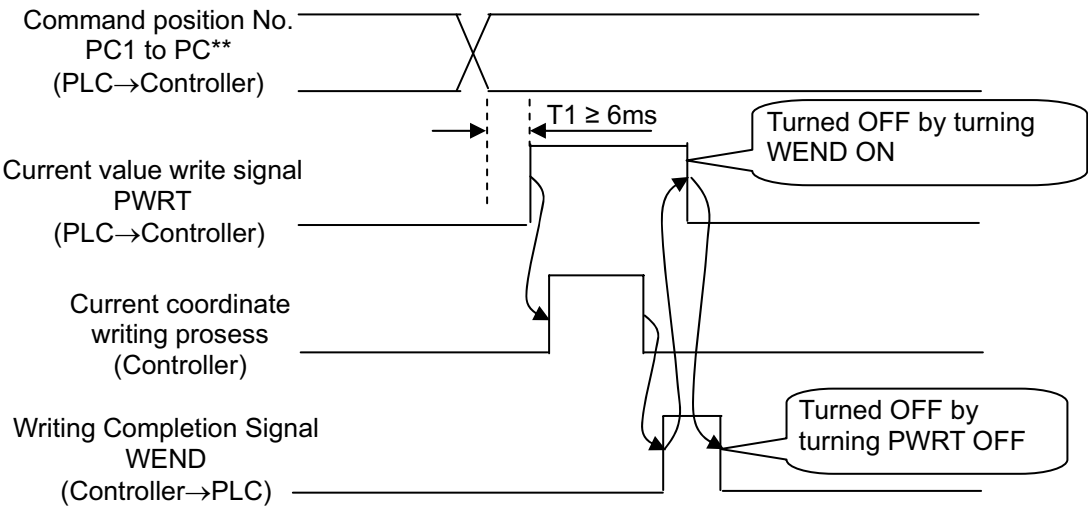 Command position No.
PC1 to PC**
(PLC→Controller)
T1 ≥ 6ms
Turned OFF by turning
WEND ON
Current value write signal
PWRT
(PLC→Controller)
Current coordinate
writing prosess
(Controller)
Turned OFF by
turning PWRT OFF
Writing Completion Signal
WEND
(Controller→PLC)